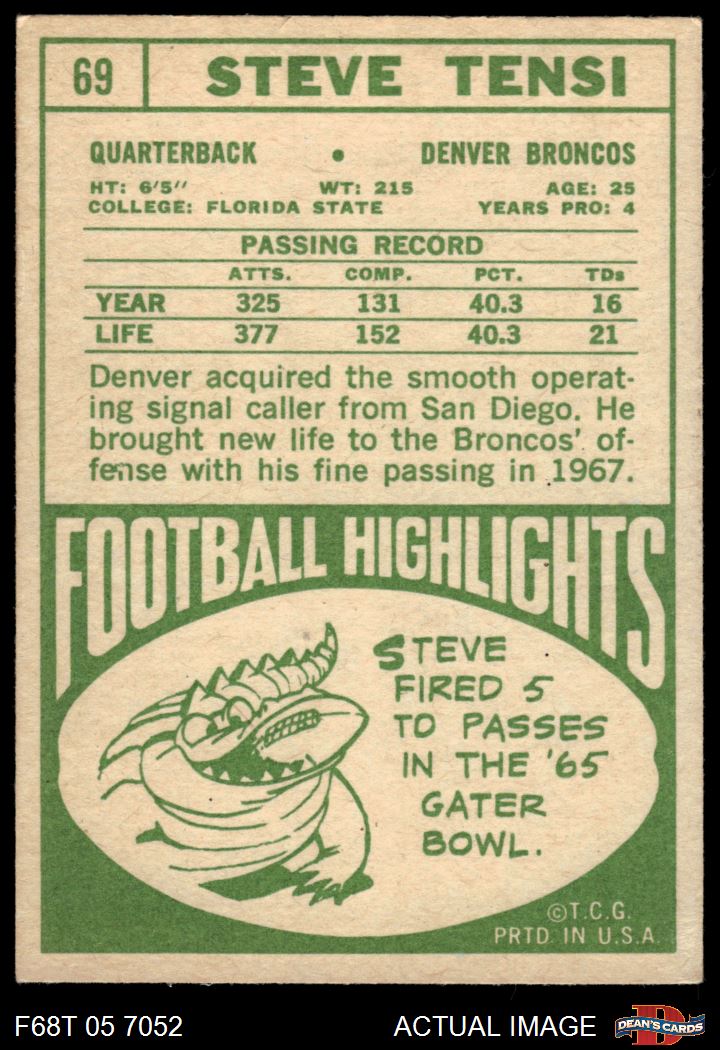 69 STEVE TENSI
QUARTERBACK • DENVER BRONCOS
HT: 6'5" WT: 215 AGE: 25
COLLEGE: FLORIDA STATE YEARS PRO: 4
PASSING RECORD
ATTS. COMP. PCT. TDs
YEAR 325 131 40.3 16
LIFE 377 152 40.3 21
Denver acquired the smooth operat-
ing signal caller from San Diego. He
brought new life to the Broncos' of-
fense with his fine passing in 1967.
FOOTBALL HIGHLIGHTS
STEVE
FIRED 5
TD PASSES
IN THE '65
GATER
BOWL.
©T.C.G.
PRTD. IN U.S.A.
F68T 05 7052 ACTUAL IMAGE D DEAN'S CARDS